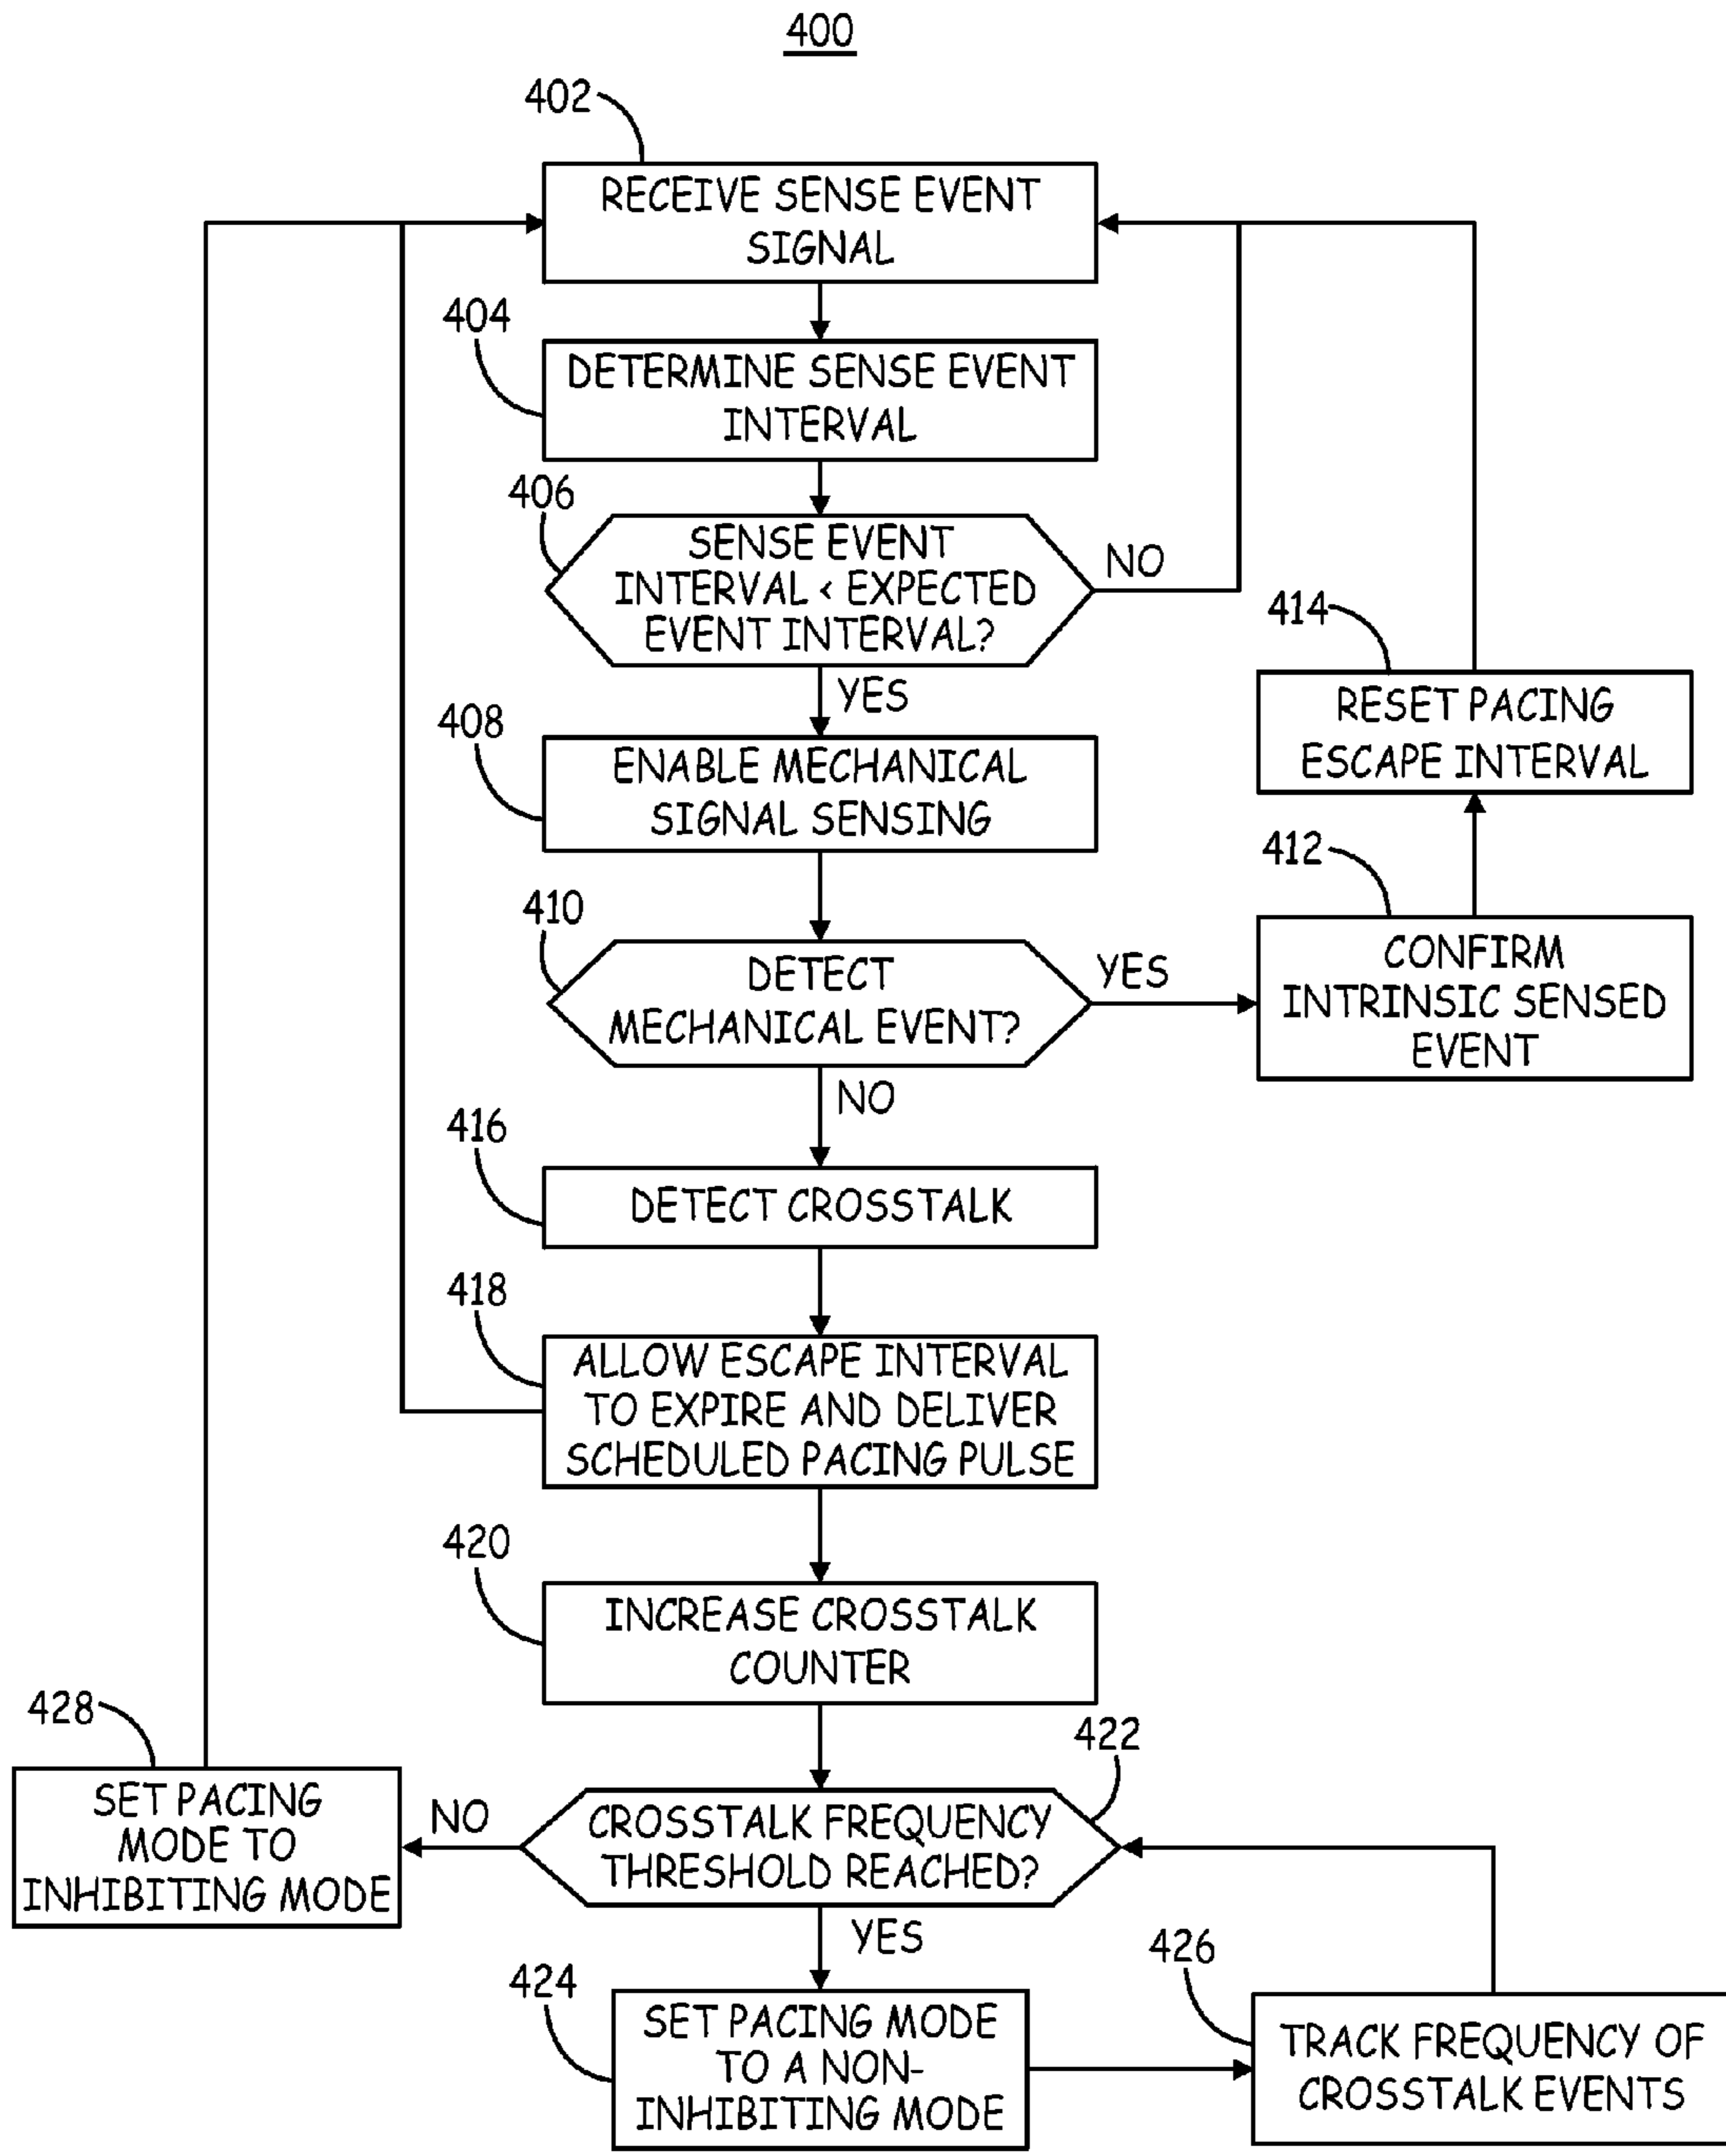 400
402
RECEIVE SENSE EVENT
SIGNAL
404
DETERMINE SENSE EVENT
INTERVAL
406
SENSE EVENT
INTERVAL < EXPECTED
EVENT INTERVAL?
NO
YES
414
RESET PACING
ESCAPE INTERVAL
408
ENABLE MECHANICAL
SIGNAL SENSING
412
CONFIRM
INTRINSIC SENSED
EVENT
410
DETECT
MECHANICAL EVENT?
YES
NO
416
DETECT CROSSTALK
418
ALLOW ESCAPE INTERVAL
TO EXPIRE AND DELIVER
SCHEDULED PACING PULSE
420
INCREASE CROSSTALK
COUNTER
428
SET PACING
MODE TO
INHIBITING MODE
NO
422
CROSSTALK FREQUENCY
THRESHOLD REACHED?
YES
424
SET PACING MODE
TO A NON-
INHIBITING MODE
426
TRACK FREQUENCY OF
CROSSTALK EVENTS